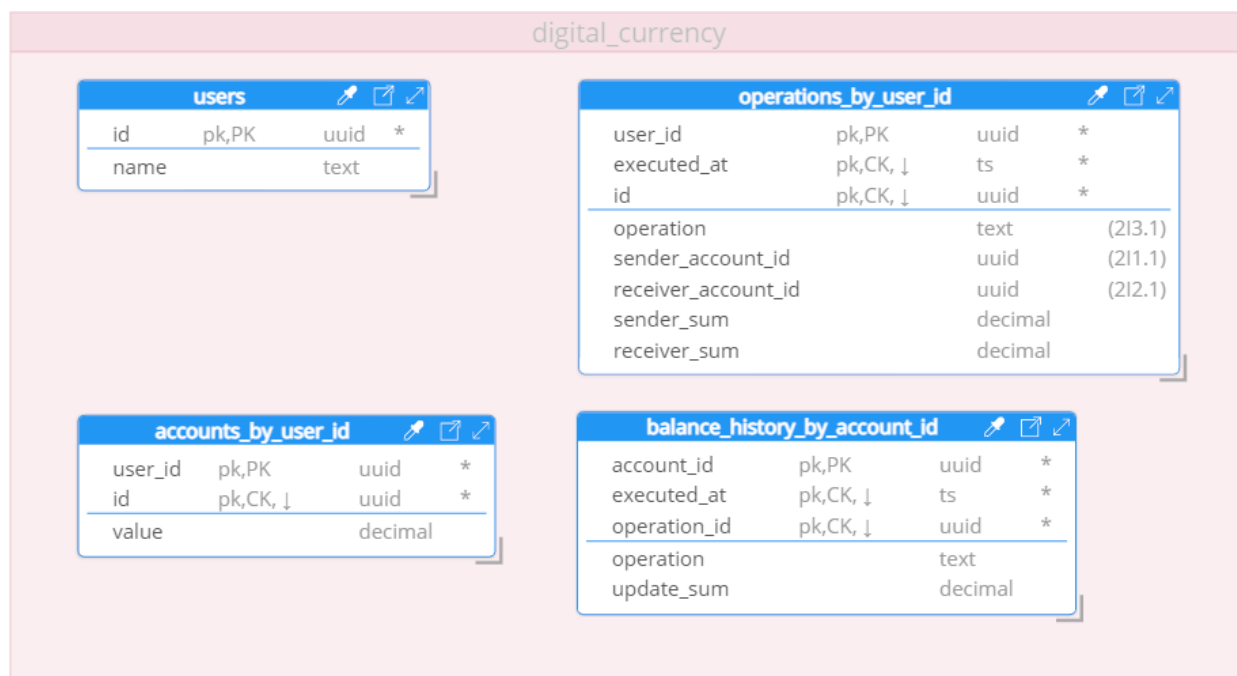 digital_currency
users
id pk,PK uuid *
name text
operations_by_user_id
user_id pk,PK uuid *
executed_at pk,CK, ↓ ts *
id pk,CK, ↓ uuid *
operation text (2I3.1)
sender_account_id uuid (2I1.1)
receiver_account_id uuid (2I2.1)
sender_sum decimal
receiver_sum decimal
accounts_by_user_id
user_id pk,PK uuid *
id pk,CK, ↓ uuid *
value decimal
balance_history_by_account_id
account_id pk,PK uuid *
executed_at pk,CK, ↓ ts *
operation_id pk,CK, ↓ uuid *
operation text
update_sum decimal